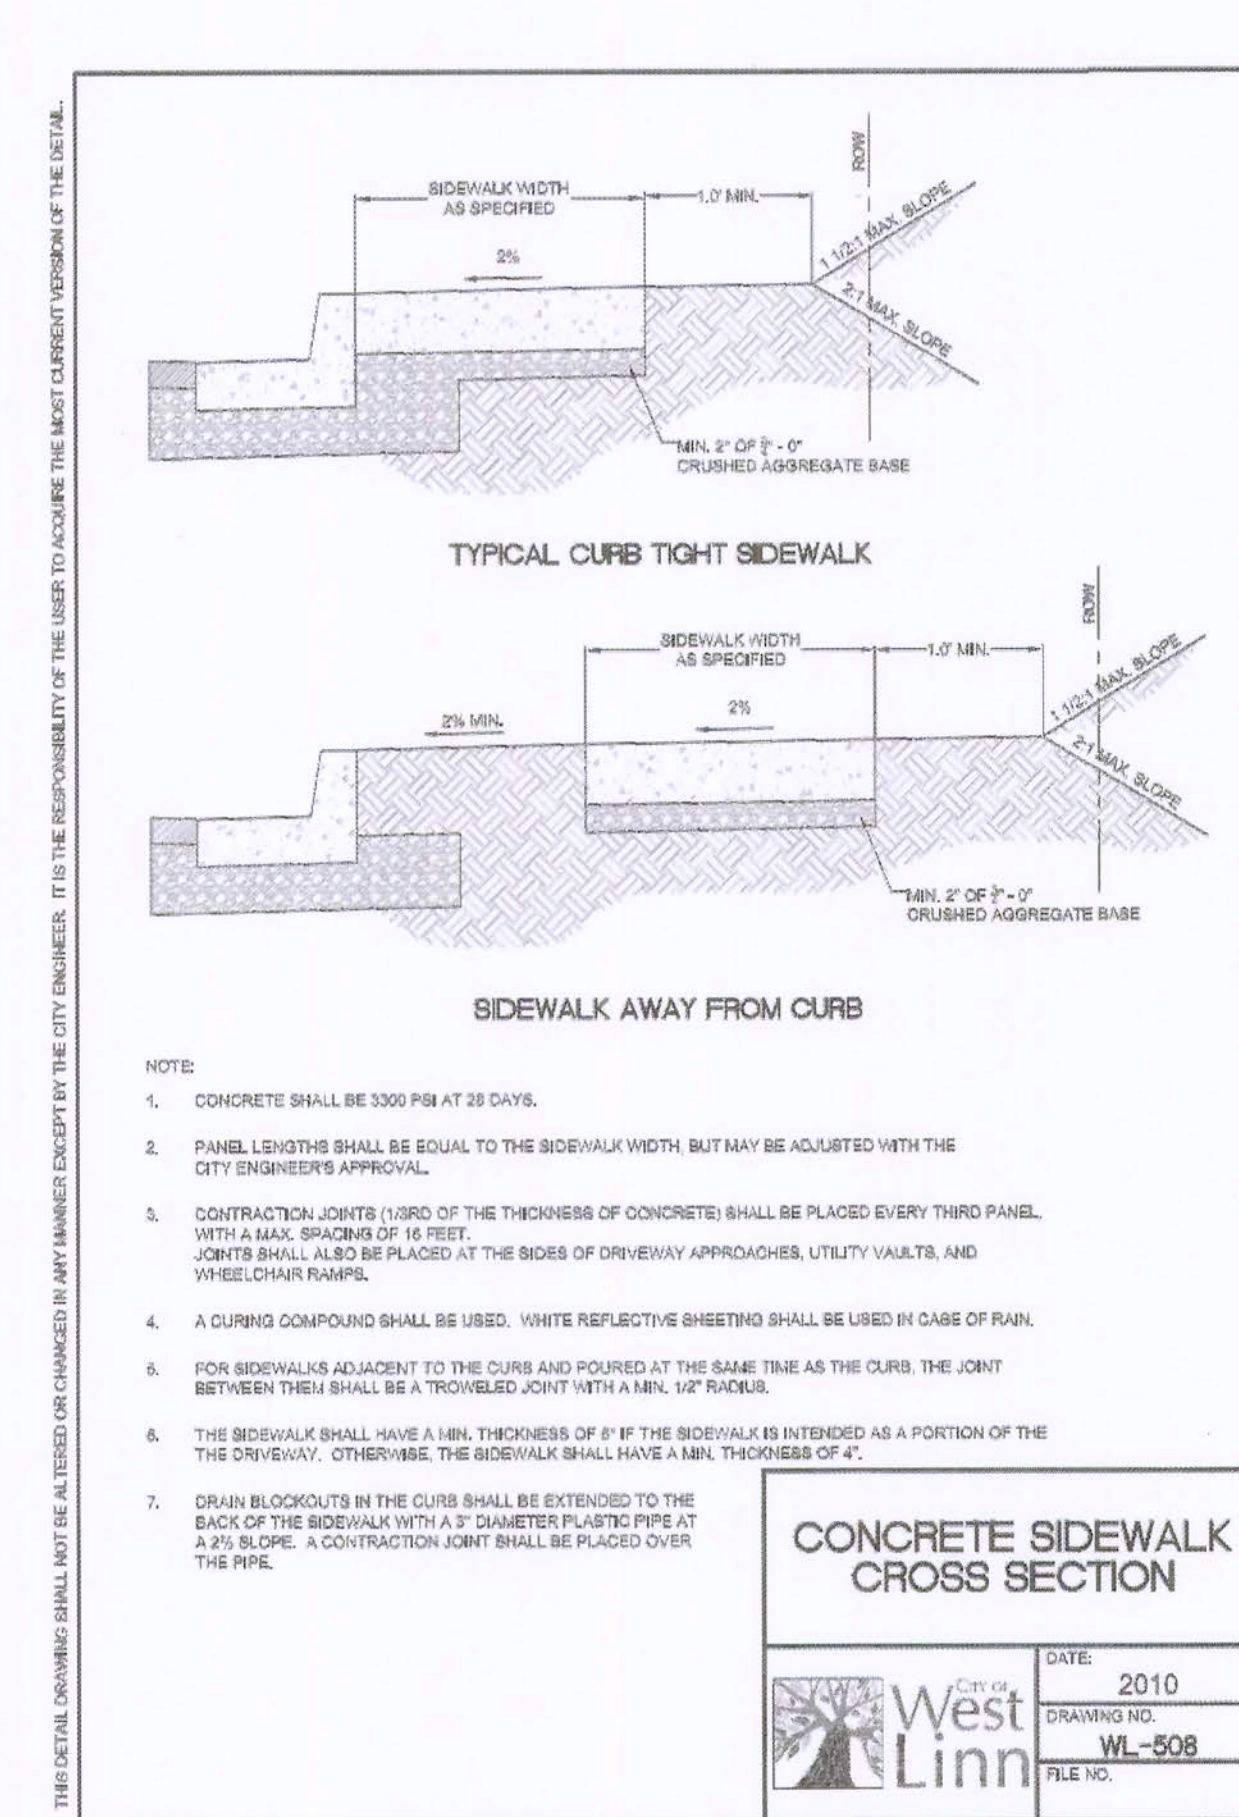 THIS DETAIL DRAWING SHALL NOT BE ALTERED OR CHANGED IN ANY MANNER EXCEPT BY THE CITY ENGINEER. IT IS THE RESPONSIBILITY OF THE USER TO ACQUIRE THE MOST CURRENT VERSION OF THE DETAIL.
ROW
SIDEWALK WIDTH
AS SPECIFIED
1.0' MIN.
2%
1 1/2:1 MAX. SLOPE
2:1 MAX. SLOPE
MIN. 2" OF ¾" - 0"
CRUSHED AGGREGATE BASE
TYPICAL CURB TIGHT SIDEWALK
ROW
SIDEWALK WIDTH
AS SPECIFIED
1.0' MIN.
2% MIN.
2%
1 1/2:1 MAX. SLOPE
2:1 MAX. SLOPE
MIN. 2" OF ¾" - 0"
CRUSHED AGGREGATE BASE
SIDEWALK AWAY FROM CURB
NOTE:
1. CONCRETE SHALL BE 3300 PSI AT 28 DAYS.
2. PANEL LENGTHS SHALL BE EQUAL TO THE SIDEWALK WIDTH, BUT MAY BE ADJUSTED WITH THE
CITY ENGINEER'S APPROVAL.
3. CONTRACTION JOINTS (1/3RD OF THE THICKNESS OF CONCRETE) SHALL BE PLACED EVERY THIRD PANEL,
WITH A MAX. SPACING OF 15 FEET.
JOINTS SHALL ALSO BE PLACED AT THE SIDES OF DRIVEWAY APPROACHES, UTILITY VAULTS, AND
WHEELCHAIR RAMPS.
4. A CURING COMPOUND SHALL BE USED. WHITE REFLECTIVE SHEETING SHALL BE USED IN CASE OF RAIN.
5. FOR SIDEWALKS ADJACENT TO THE CURB AND POURED AT THE SAME TIME AS THE CURB, THE JOINT
BETWEEN THEM SHALL BE A TROWELED JOINT WITH A MIN. 1/2" RADIUS.
6. THE SIDEWALK SHALL HAVE A MIN. THICKNESS OF 6" IF THE SIDEWALK IS INTENDED AS A PORTION OF THE
THE DRIVEWAY. OTHERWISE, THE SIDEWALK SHALL HAVE A MIN. THICKNESS OF 4".
7. DRAIN BLOCKOUTS IN THE CURB SHALL BE EXTENDED TO THE
BACK OF THE SIDEWALK WITH A 3" DIAMETER PLASTIC PIPE AT
A 2% SLOPE. A CONTRACTION JOINT SHALL BE PLACED OVER
THE PIPE.
CONCRETE SIDEWALK
CROSS SECTION
CITY OF
West
Linn
DATE:
2010
DRAWING NO.
WL-508
FILE NO.